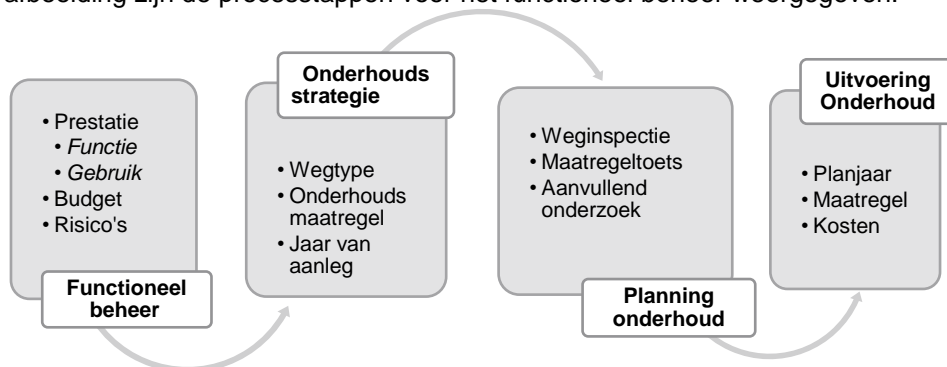 afbeelding zijn de processtappen voor het functioneel beheer weergegeven.
• Prestatie
• Functie
• Gebruik
• Budget
• Risico's
Functioneel
beheer
Onderhouds
strategie
• Wegtype
• Onderhouds
maatregel
• Jaar van
aanleg
• Weginspectie
• Maatregeltoets
• Aanvullend
onderzoek
Planning
onderhoud
Uitvoering
Onderhoud
• Planjaar
• Maatregel
• Kosten